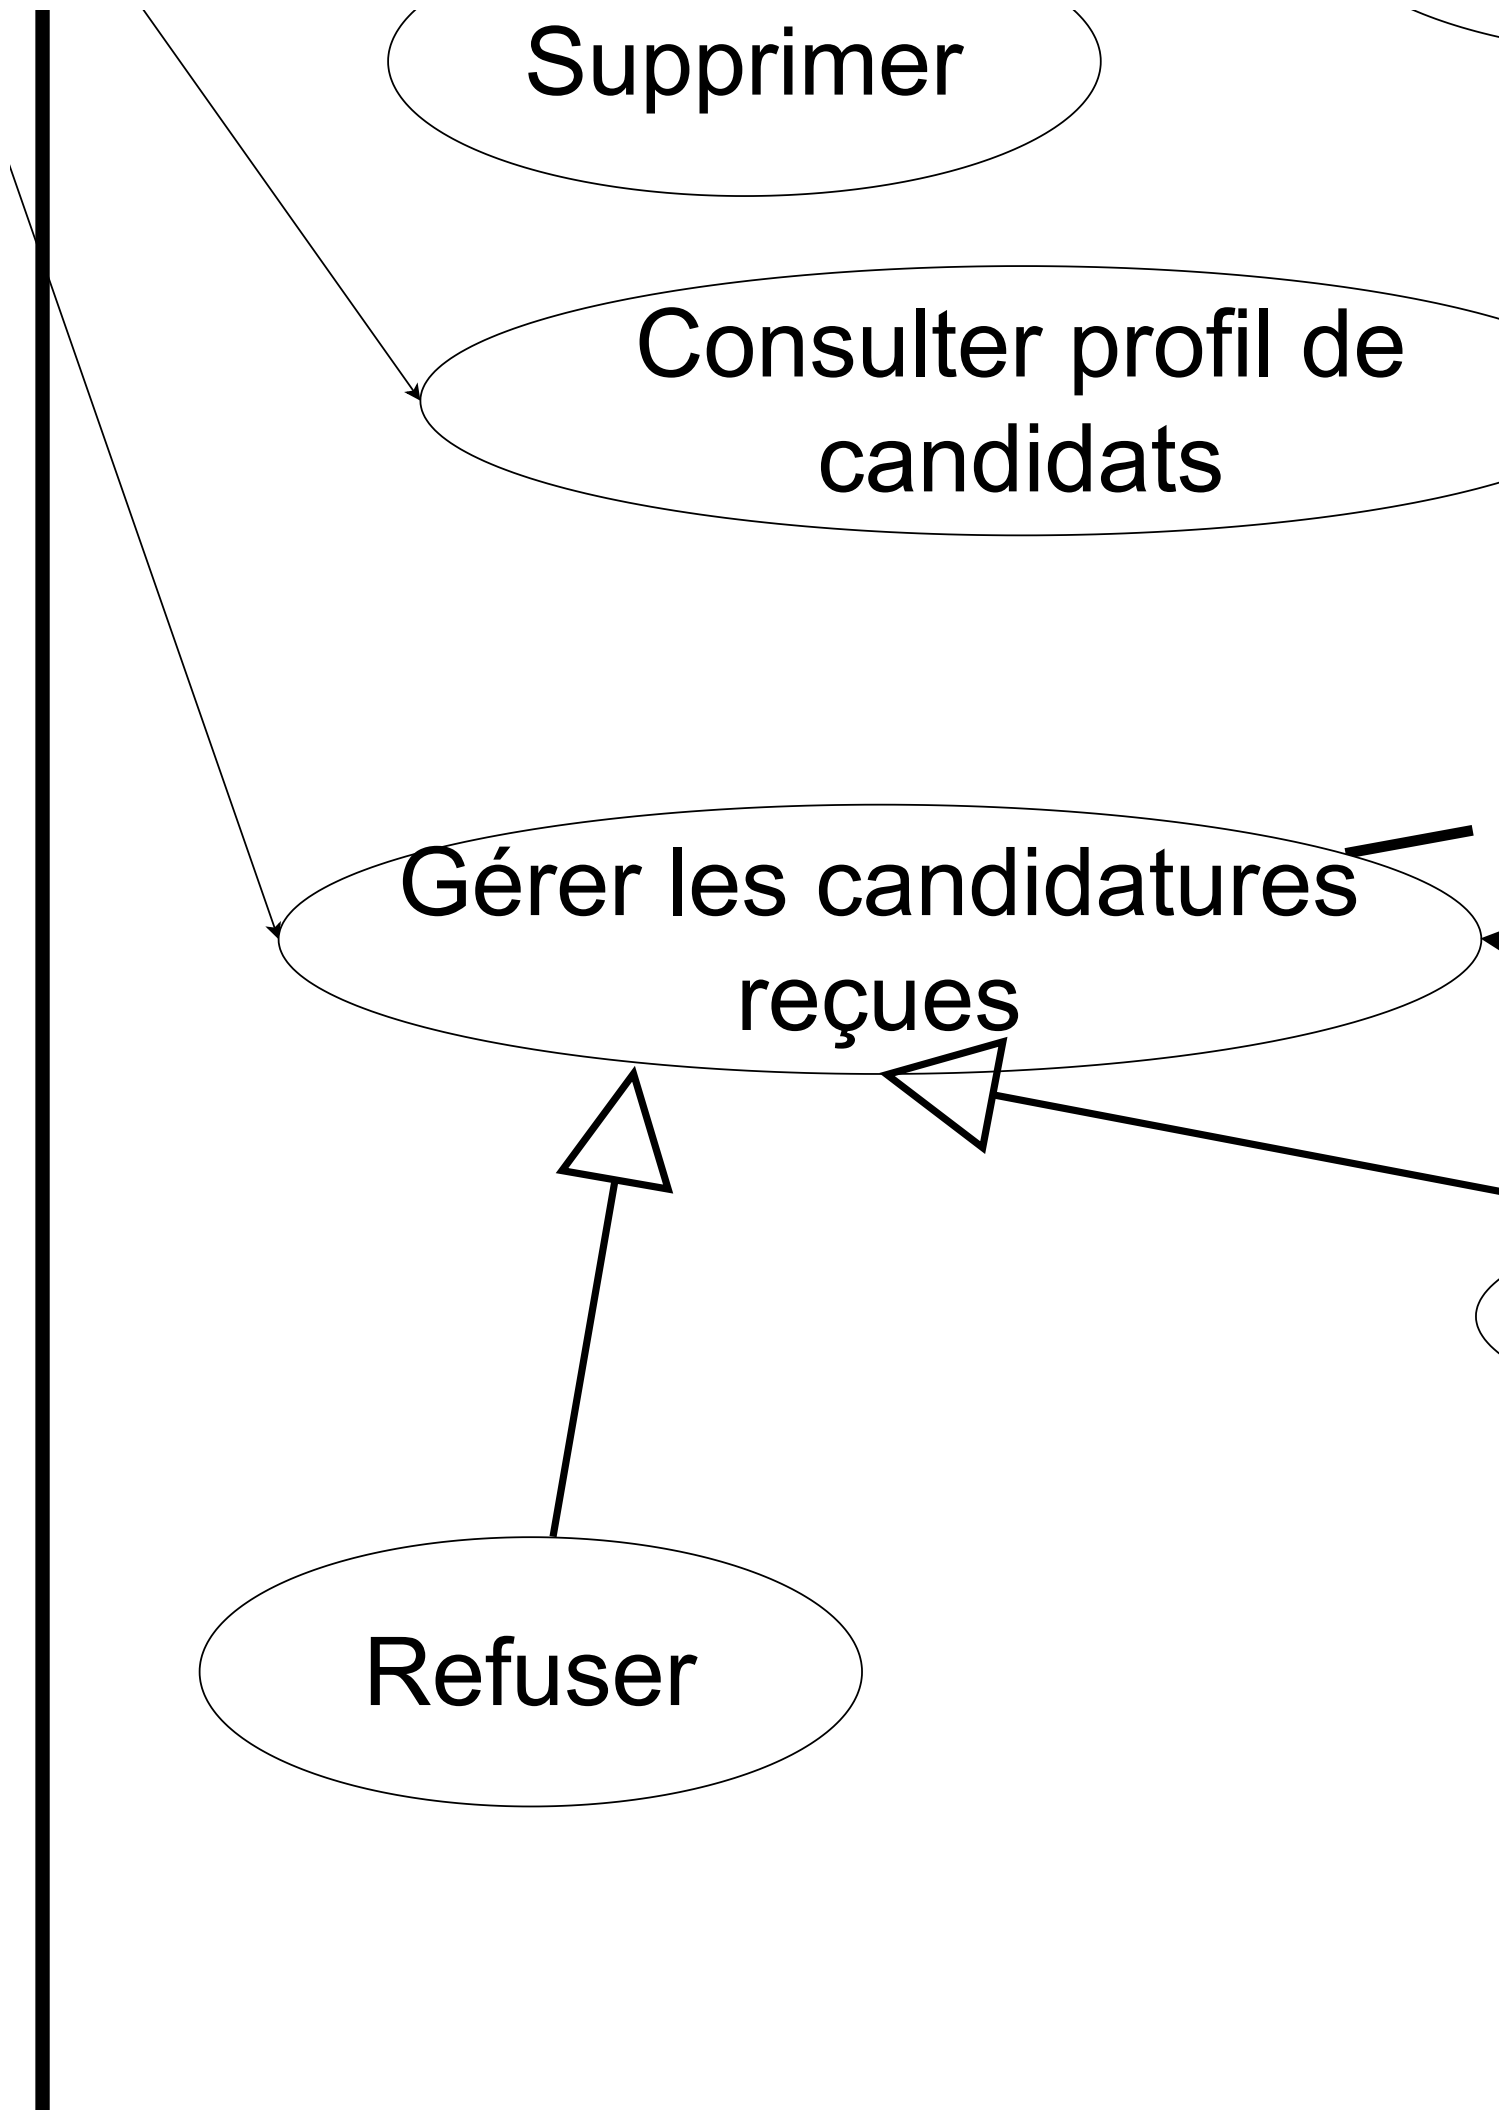 Supprimer
Consulter profil de
candidats
Gérer les candidatures
reçues
Refuser